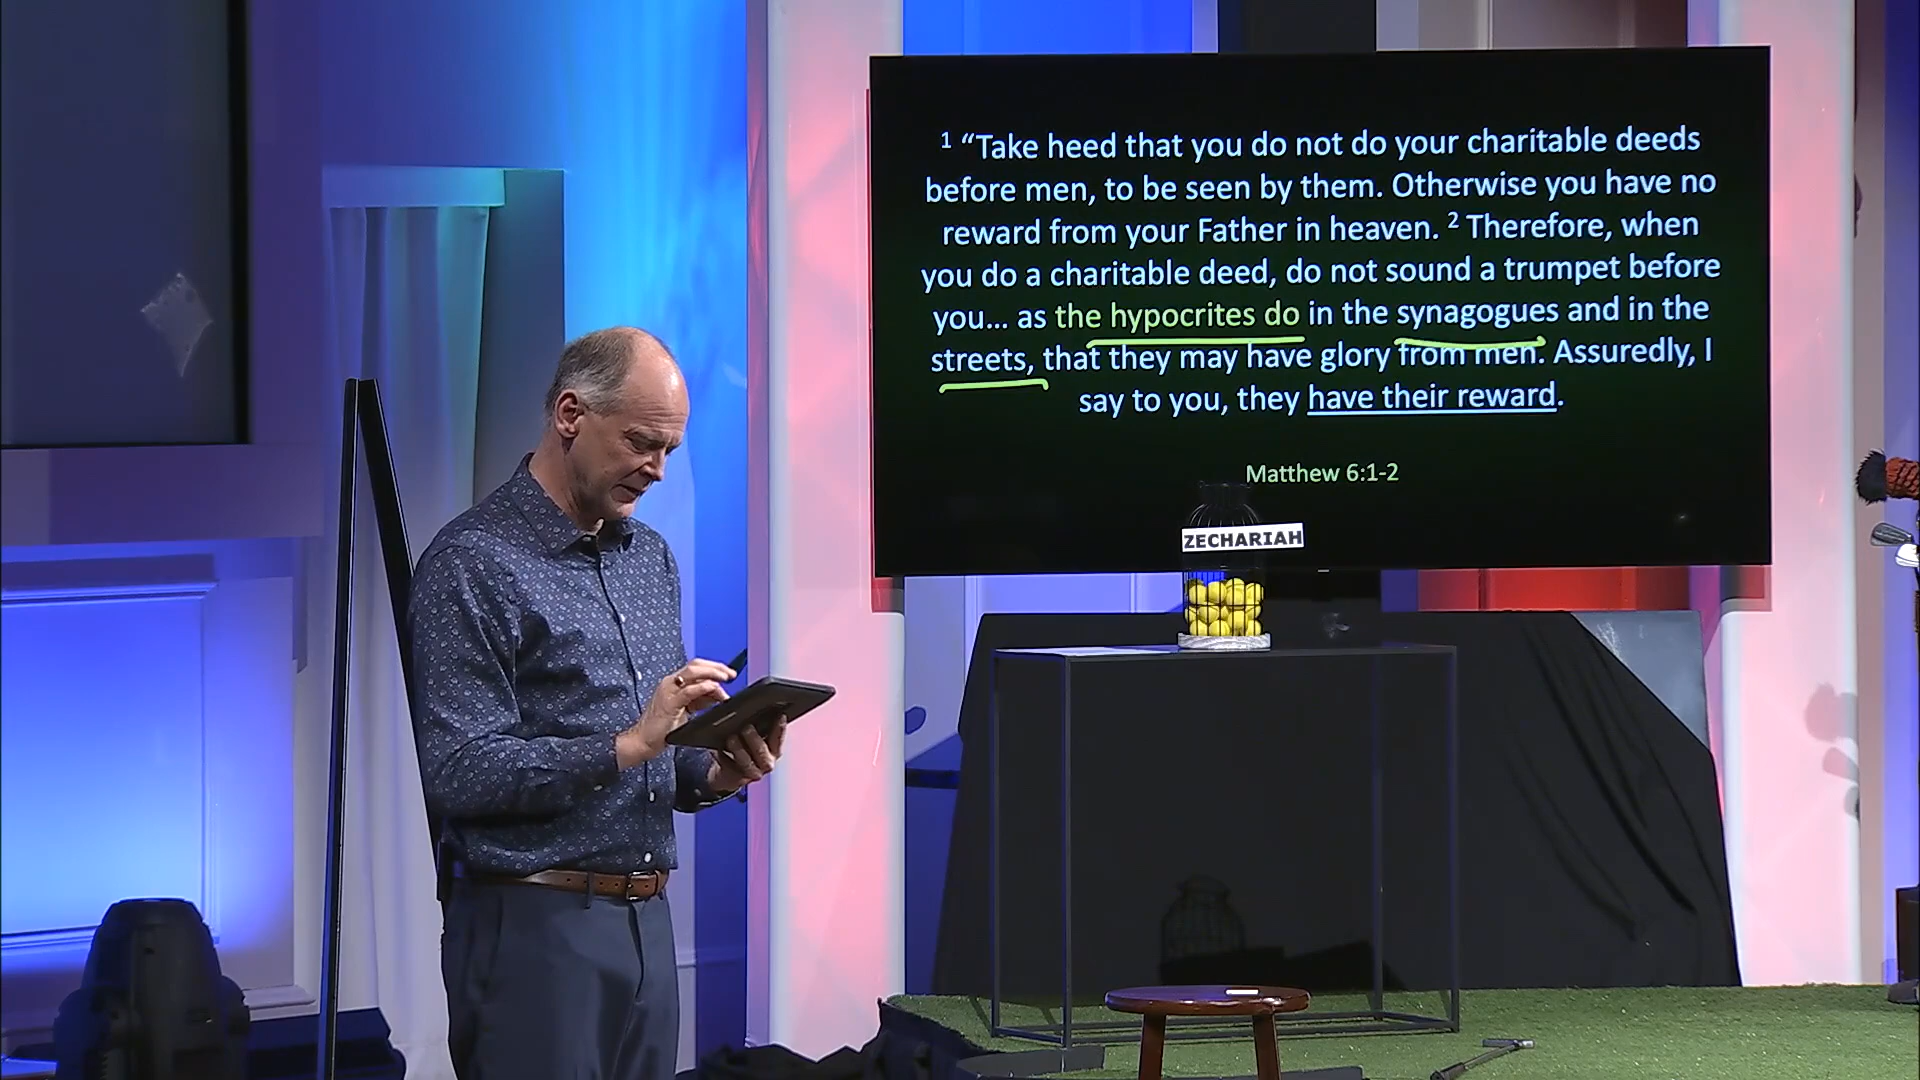 1 “Take heed that you do not do your charitable deeds
before men, to be seen by them. Otherwise you have no
reward from your Father in heaven. 2 Therefore, when
you do a charitable deed, do not sound a trumpet before
you... as the hypocrites do in the synagogues and in the
streets, that they may have glory from men. Assuredly, I
say to you, they have their reward.
Matthew 6:1-2
ZECHARIAH